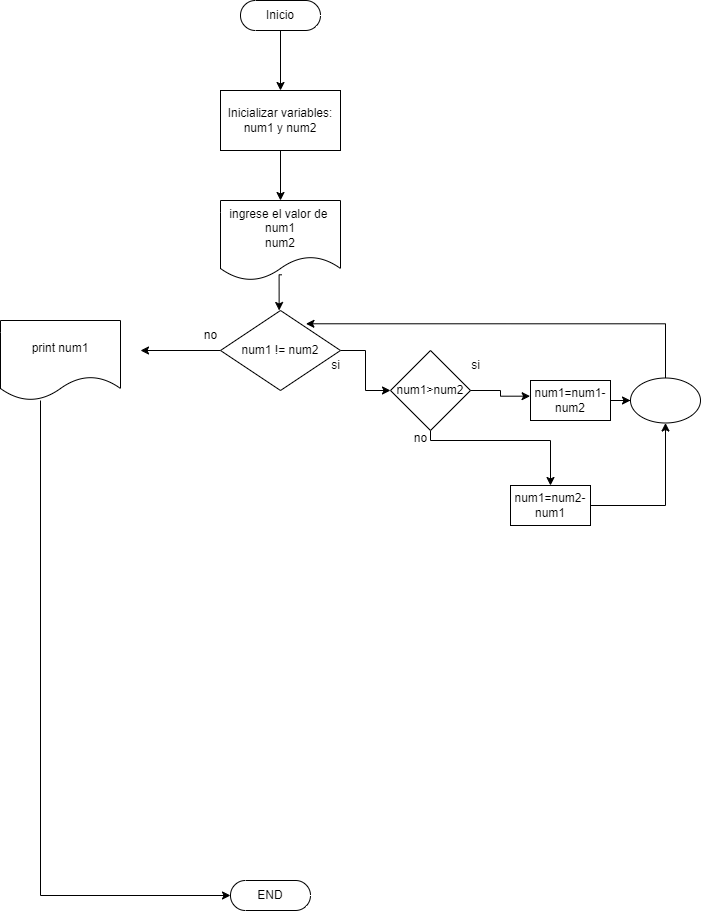 Inicio
Inicializar variables:
num1 y num2
ingrese el valor de
num1
num2
no
print num1
num1 != num2
si
si
num1>num2
num1=num1-
num2
no
num1=num2-
num1
END